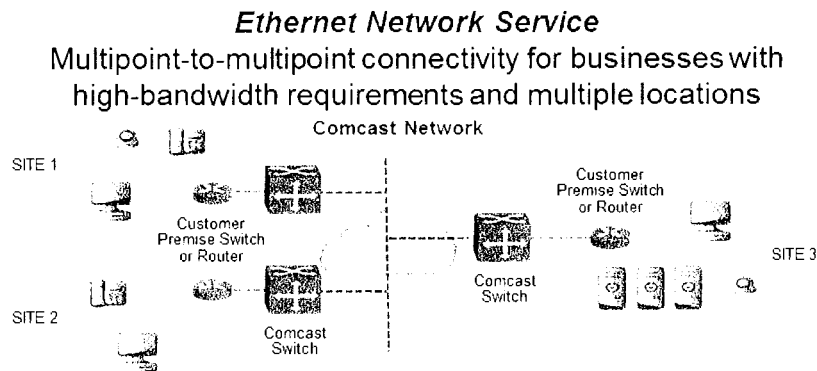 Ethernet Network Service
Multipoint-to-multipoint connectivity for businesses with
high-bandwidth requirements and multiple locations
Comcast Network
SITE 1
Customer
Premise Switch
or Router
Customer
Premise Switch
or Router
SITE 3
Comcast
Switch
SITE 2
Comcast
Switch